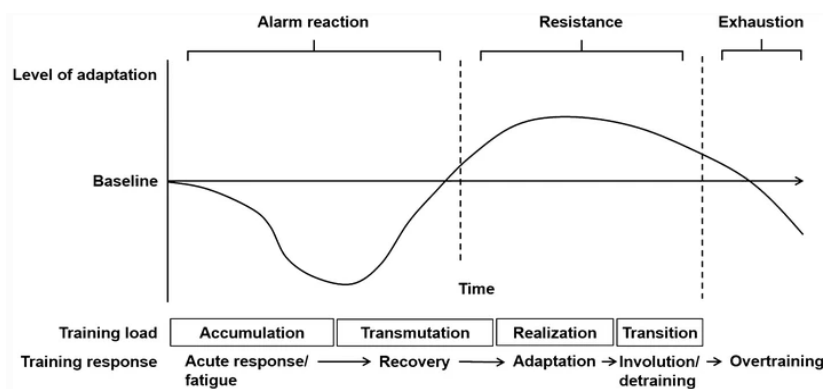 Alarm reaction Resistance Exhaustion
Level of adaptation
Baseline
Time
Training load Accumulation Transmutation Realization Transition
Training response Acute response/ Recovery Adaptation Involution/ Overtraining
fatigue detraining